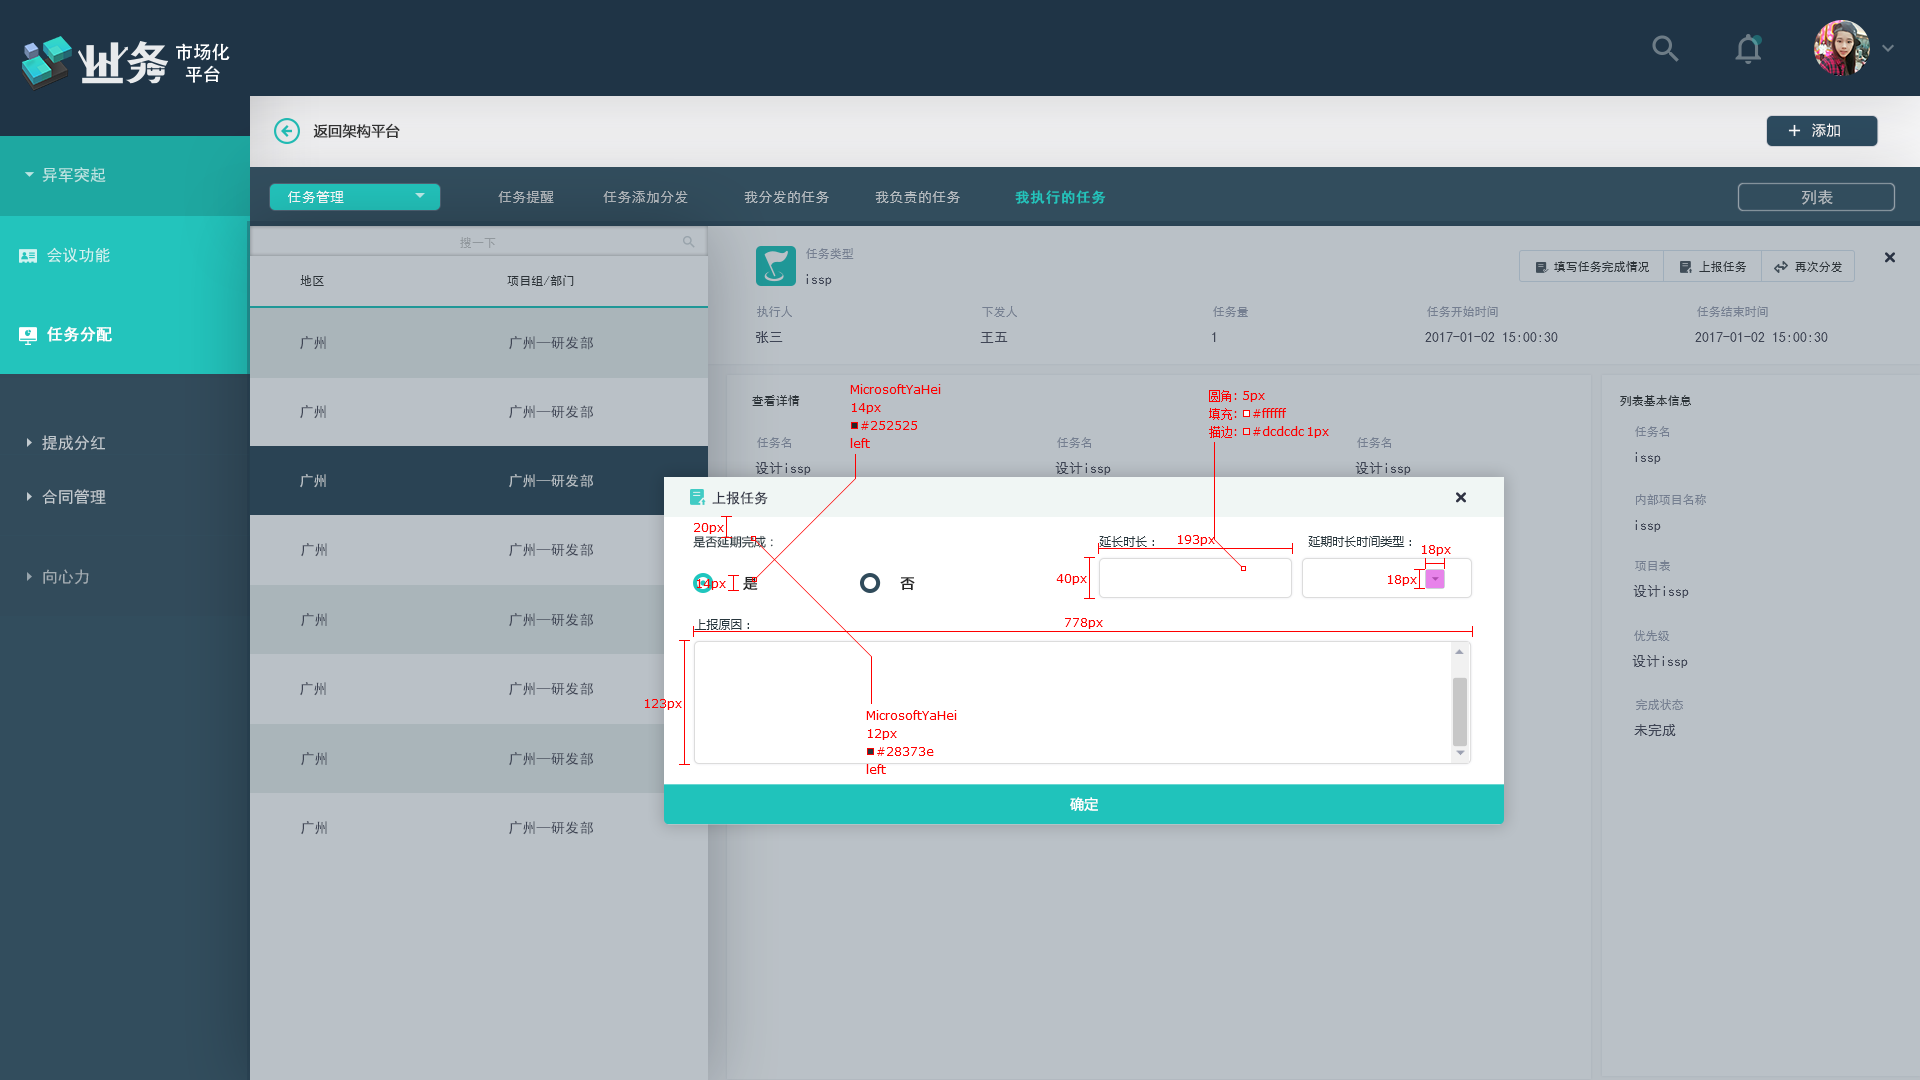 业务 市场化
平台
返回架构平台
添加
异军突起
会议功能
任务分配
提成分红
合同管理
向心力
任务管理
任务提醒
任务添加分发
我分发的任务
我负责的任务
我执行的任务
列表
搜一下
地区
项目组/部门
广州
广州—研发部
广州
广州—研发部
广州
广州—研发部
广州
广州—研发部
广州
广州—研发部
广州
广州—研发部
广州
广州—研发部
广州
广州—研发部
任务类型
issp
填写任务完成情况
上报任务
再次分发
执行人
下发人
任务量
任务开始时间
任务结束时间
张三
王五
1
2017-01-02 15:00:30
2017-01-02 15:00:30
查看详情
任务名
任务名
任务名
设计issp
设计issp
设计issp
MicrosoftYaHei
14px
#252525
left
圆角: 5px
填充: #ffffff
描边: #dcdcdc 1px
列表基本信息
任务名
issp
内部项目名称
issp
项目表
设计issp
优先级
设计issp
完成状态
未完成
上报任务
20px
是否延期完成：
14px
是
否
延长时长：
193px
40px
延期时长时间类型：
18px
18px
上报原因：
778px
123px
MicrosoftYaHei
12px
#28373e
left
确定